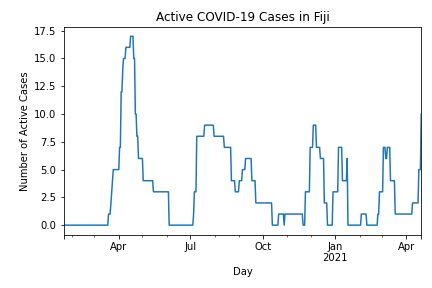 Active COVID-19 Cases in Fiji
17.5
15.0
12.5
10.0
7.5
5.0
2.5
0.0
Number of Active Cases
Apr Jul Oct Jan Apr
2021
Day